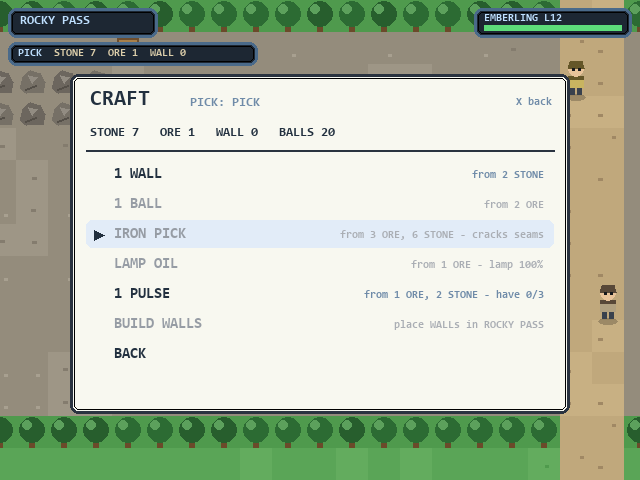 ROCKY PASS
EMBERLING L12
PICK STONE 7 ORE 1 WALL 0
CRAFT
PICK: PICK
X back
STONE 7 ORE 1 WALL 0 BALLS 20
1 WALL from 2 STONE
1 BALL from 2 ORE
IRON PICK from 3 ORE, 6 STONE - cracks seams
LAMP OIL from 1 ORE - lamp 100%
1 PULSE from 1 ORE, 2 STONE - have 0/3
BUILD WALLS place WALLs in ROCKY PASS
BACK